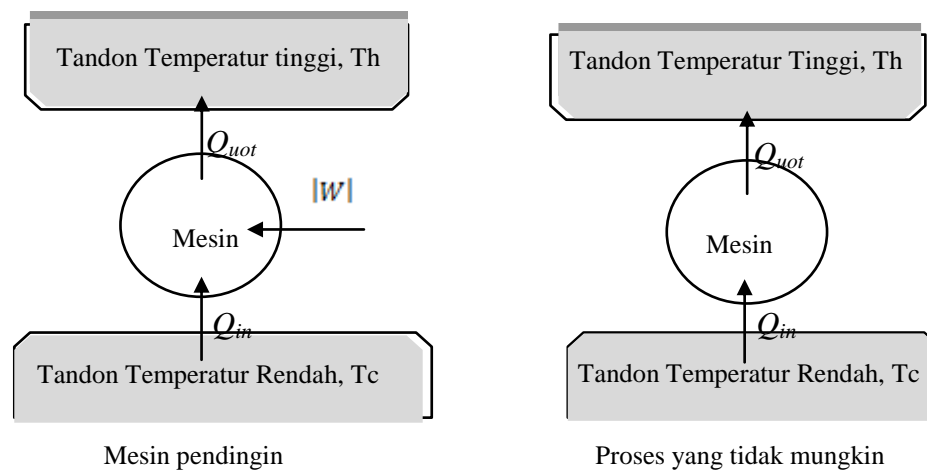 Tandon Temperatur tinggi, Th
Q_uot
|W|
Mesin
Q_in
Tandon Temperatur Rendah, Tc
Mesin pendingin
Tandon Temperatur Tinggi, Th
Q_uot
Mesin
Q_in
Tandon Temperatur Rendah, Tc
Proses yang tidak mungkin